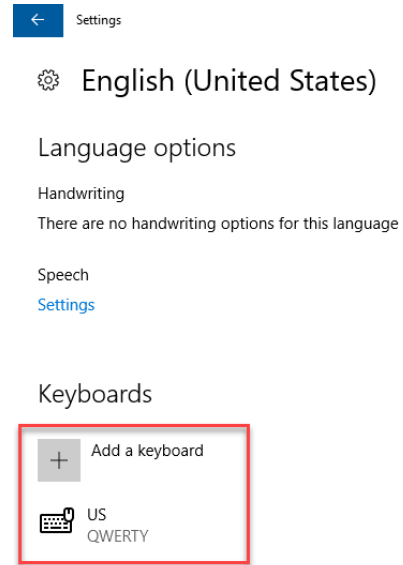 Settings
English (United States)
Language options
Handwriting
There are no handwriting options for this language
Speech
Settings
Keyboards
Add a keyboard
US
QWERTY